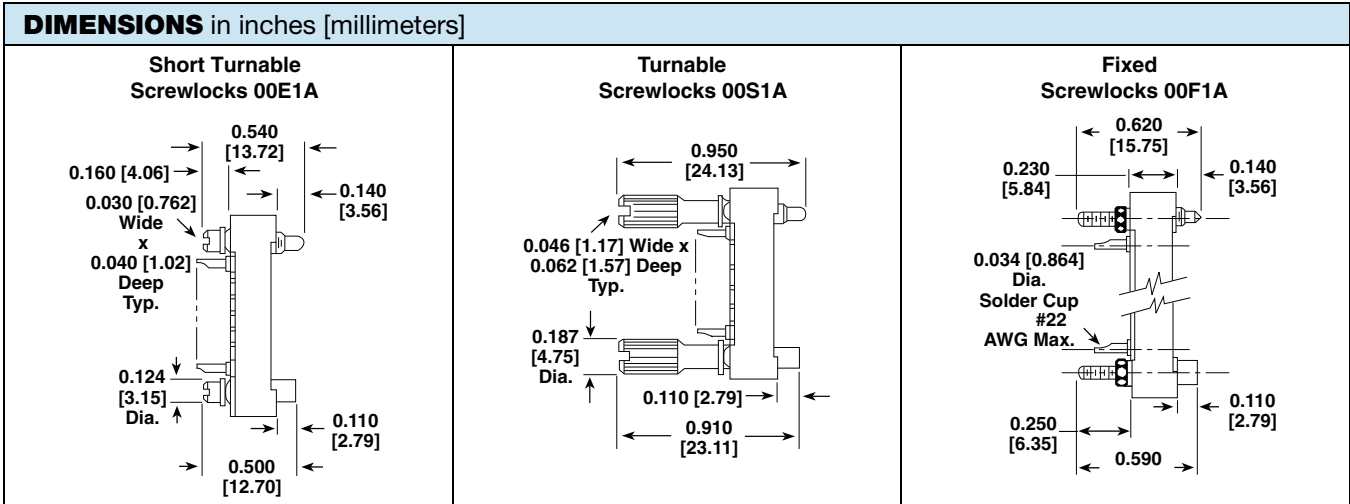 DIMENSIONS in inches [millimeters]
Short Turnable
Screwlocks 00E1A
0.540
[13.72]
0.160 [4.06]
0.140
[3.56]
0.030 [0.762]
Wide
x
0.040 [1.02]
Deep
Typ.
0.124
[3.15]
Dia.
0.110
[2.79]
0.500
[12.70]
Turnable
Screwlocks 00S1A
0.950
[24.13]
0.046 [1.17] Wide x
0.062 [1.57] Deep
Typ.
0.187
[4.75]
Dia.
0.110 [2.79]
0.910
[23.11]
Fixed
Screwlocks 00F1A
0.620
[15.75]
0.230
[5.84]
0.140
[3.56]
0.034 [0.864]
Dia.
Solder Cup
#22
AWG Max.
0.110
[2.79]
0.250
[6.35]
0.590